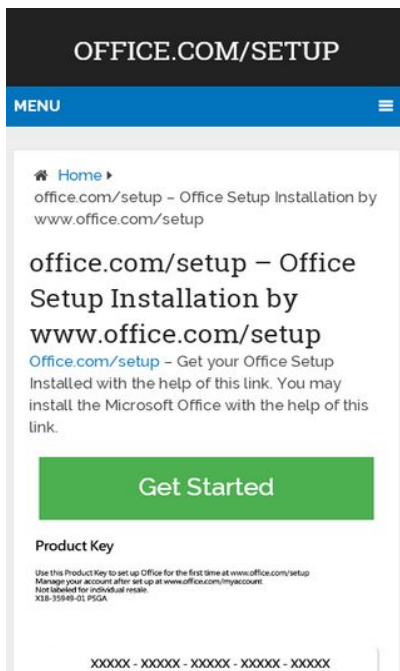 OFFICE.COM/SETUP
MENU
Home
office.com/setup – Office Setup Installation by
www.office.com/setup
office.com/setup – Office
Setup Installation by
www.office.com/setup
Office.com/setup – Get your Office Setup
Installed with the help of this link. You may
install the Microsoft Office with the help of this
link.
Get Started
Product Key
Use this Product Key to set up Office for the first time at www.office.com/setup
Manage your account after set up at www.office.com/myaccount
Not labeled for individual resale.
X18-35949-01 PSGA
XXXXX - XXXXX - XXXXX - XXXXX - XXXXX